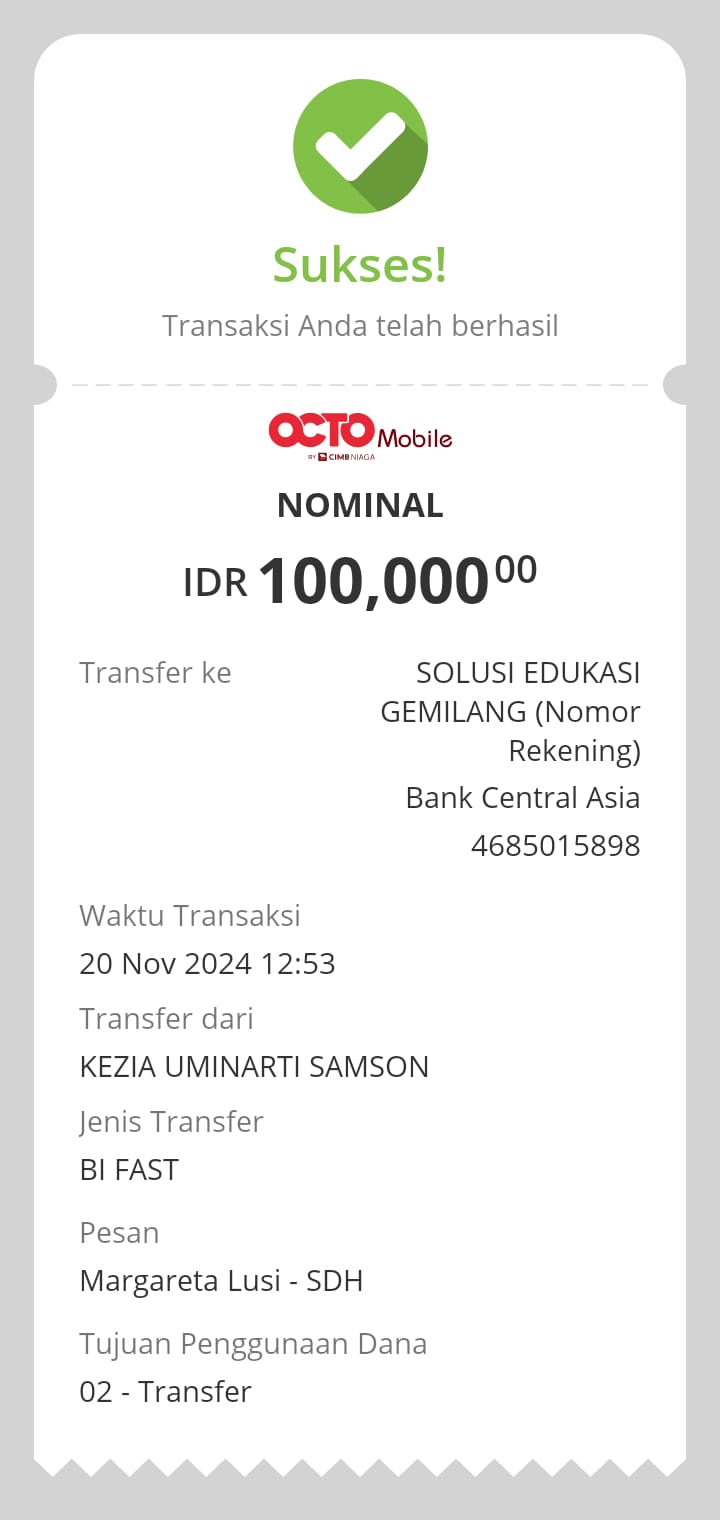 Sukses!
Transaksi Anda telah berhasil
OCTO Mobile
BY CIMB NIAGA
NOMINAL
IDR 100,000 00
Transfer ke
SOLUSI EDUKASI
GEMILANG (Nomor
Rekening)
Bank Central Asia
4685015898
Waktu Transaksi
20 Nov 2024 12:53
Transfer dari
KEZIA UMINARTI SAMSON
Jenis Transfer
BI FAST
Pesan
Margareta Lusi - SDH
Tujuan Penggunaan Dana
02 - Transfer